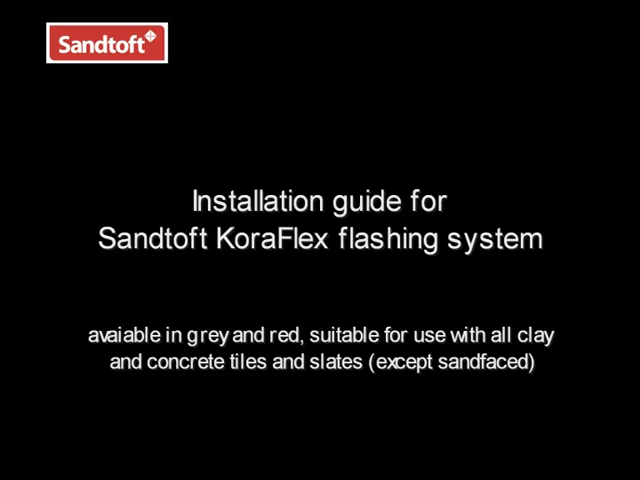 Sandtoft
Installation guide for
Sandtoft KoraFlex flashing system
avaiable in grey and red, suitable for use with all clay
and concrete tiles and slates (except sandfaced)